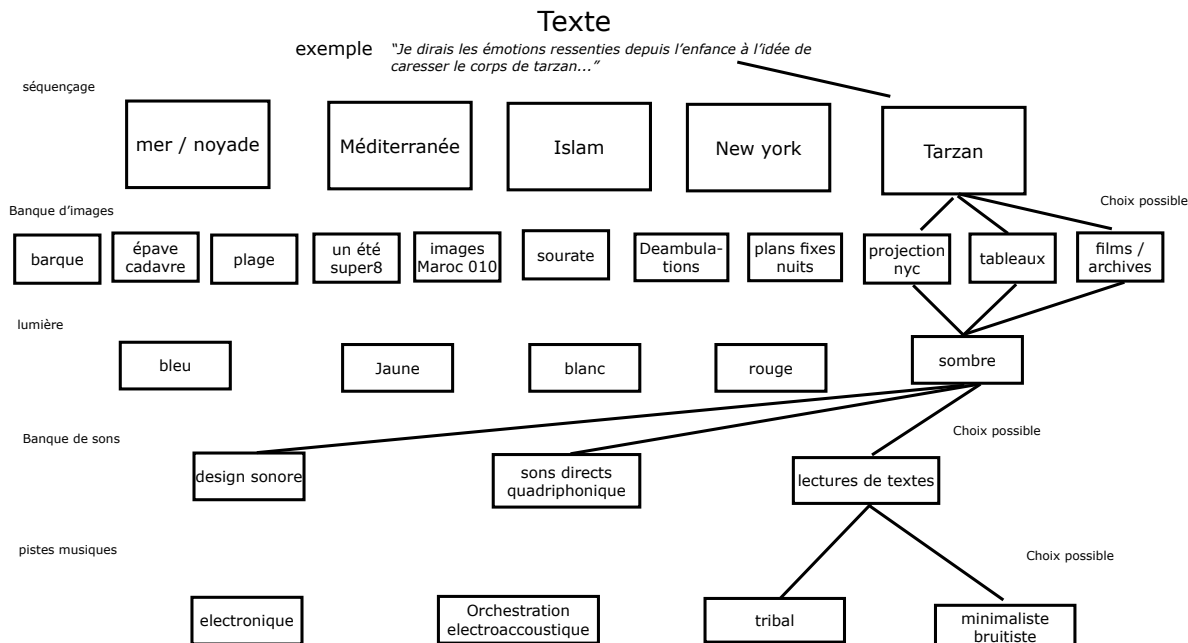 Texte
exemple “Je dirais les émotions ressenties depuis l’enfance à l’idée de
caresser le corps de tarzan...”
séquençage
mer / noyade
Méditerranée
Islam
New york
Tarzan
Banque d’images
Choix possible
barque
épave
cadavre
plage
un été
super8
images
Maroc 010
sourate
Deambula-
tions
plans fixes
nuits
projection
nyc
tableaux
films /
archives
lumière
bleu
Jaune
blanc
rouge
sombre
Banque de sons
Choix possible
design sonore
sons directs
quadriphonique
lectures de textes
pistes musiques
Choix possible
electronique
Orchestration
electroaccoustique
tribal
minimaliste
bruitiste